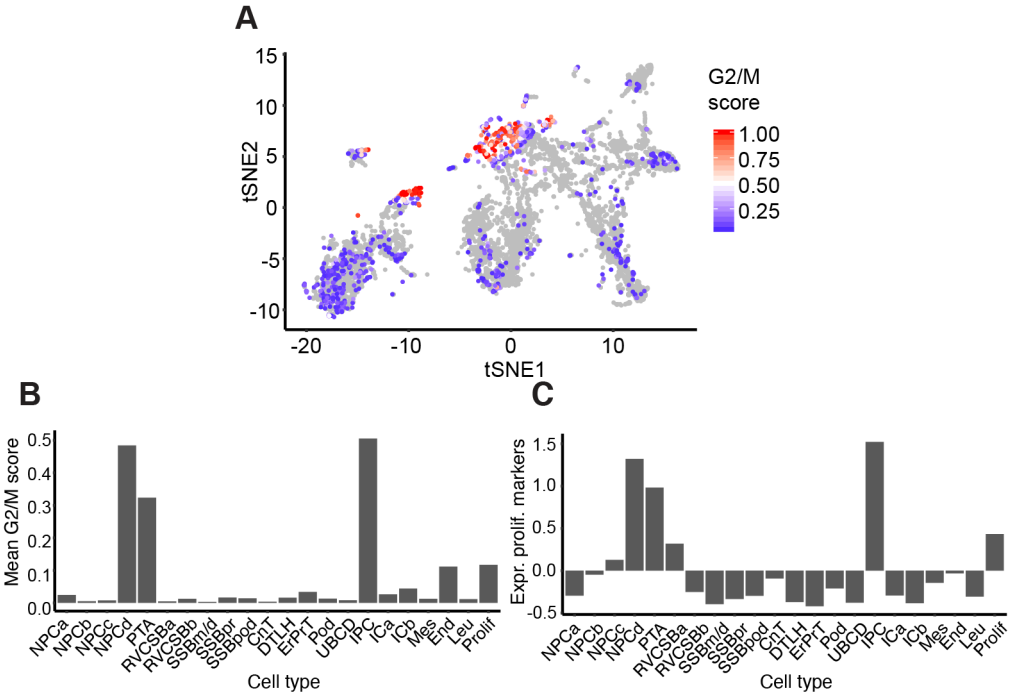 A
15
10
5
0
-5
-10
tSNE2
-20
-10
0
10
tSNE1
G2/M
score
1.00
0.75
0.50
0.25
B
0.5
0.4
0.3
0.2
0.1
0.0
Mean G2/M score
NPCa
NPCb
NPCc
NPCd
PTA
RVCSBa
RVCSBb
SSBm/d
SSBpr
SSBpod
CnT
DTLH
ErPrT
Pod
UBCD
IPC
ICa
ICb
Mes
End
Leu
Prolif
Cell type
C
1.5
1.0
0.5
0.0
-0.5
Expr. prolif. markers
NPCa
NPCb
NPCc
NPCd
PTA
RVCSBa
RVCSBb
SSBm/d
SSBpr
SSBpod
CnT
DTLH
ErPrT
Pod
UBCD
IPC
ICa
ICb
Mes
End
Leu
Prolif
Cell type